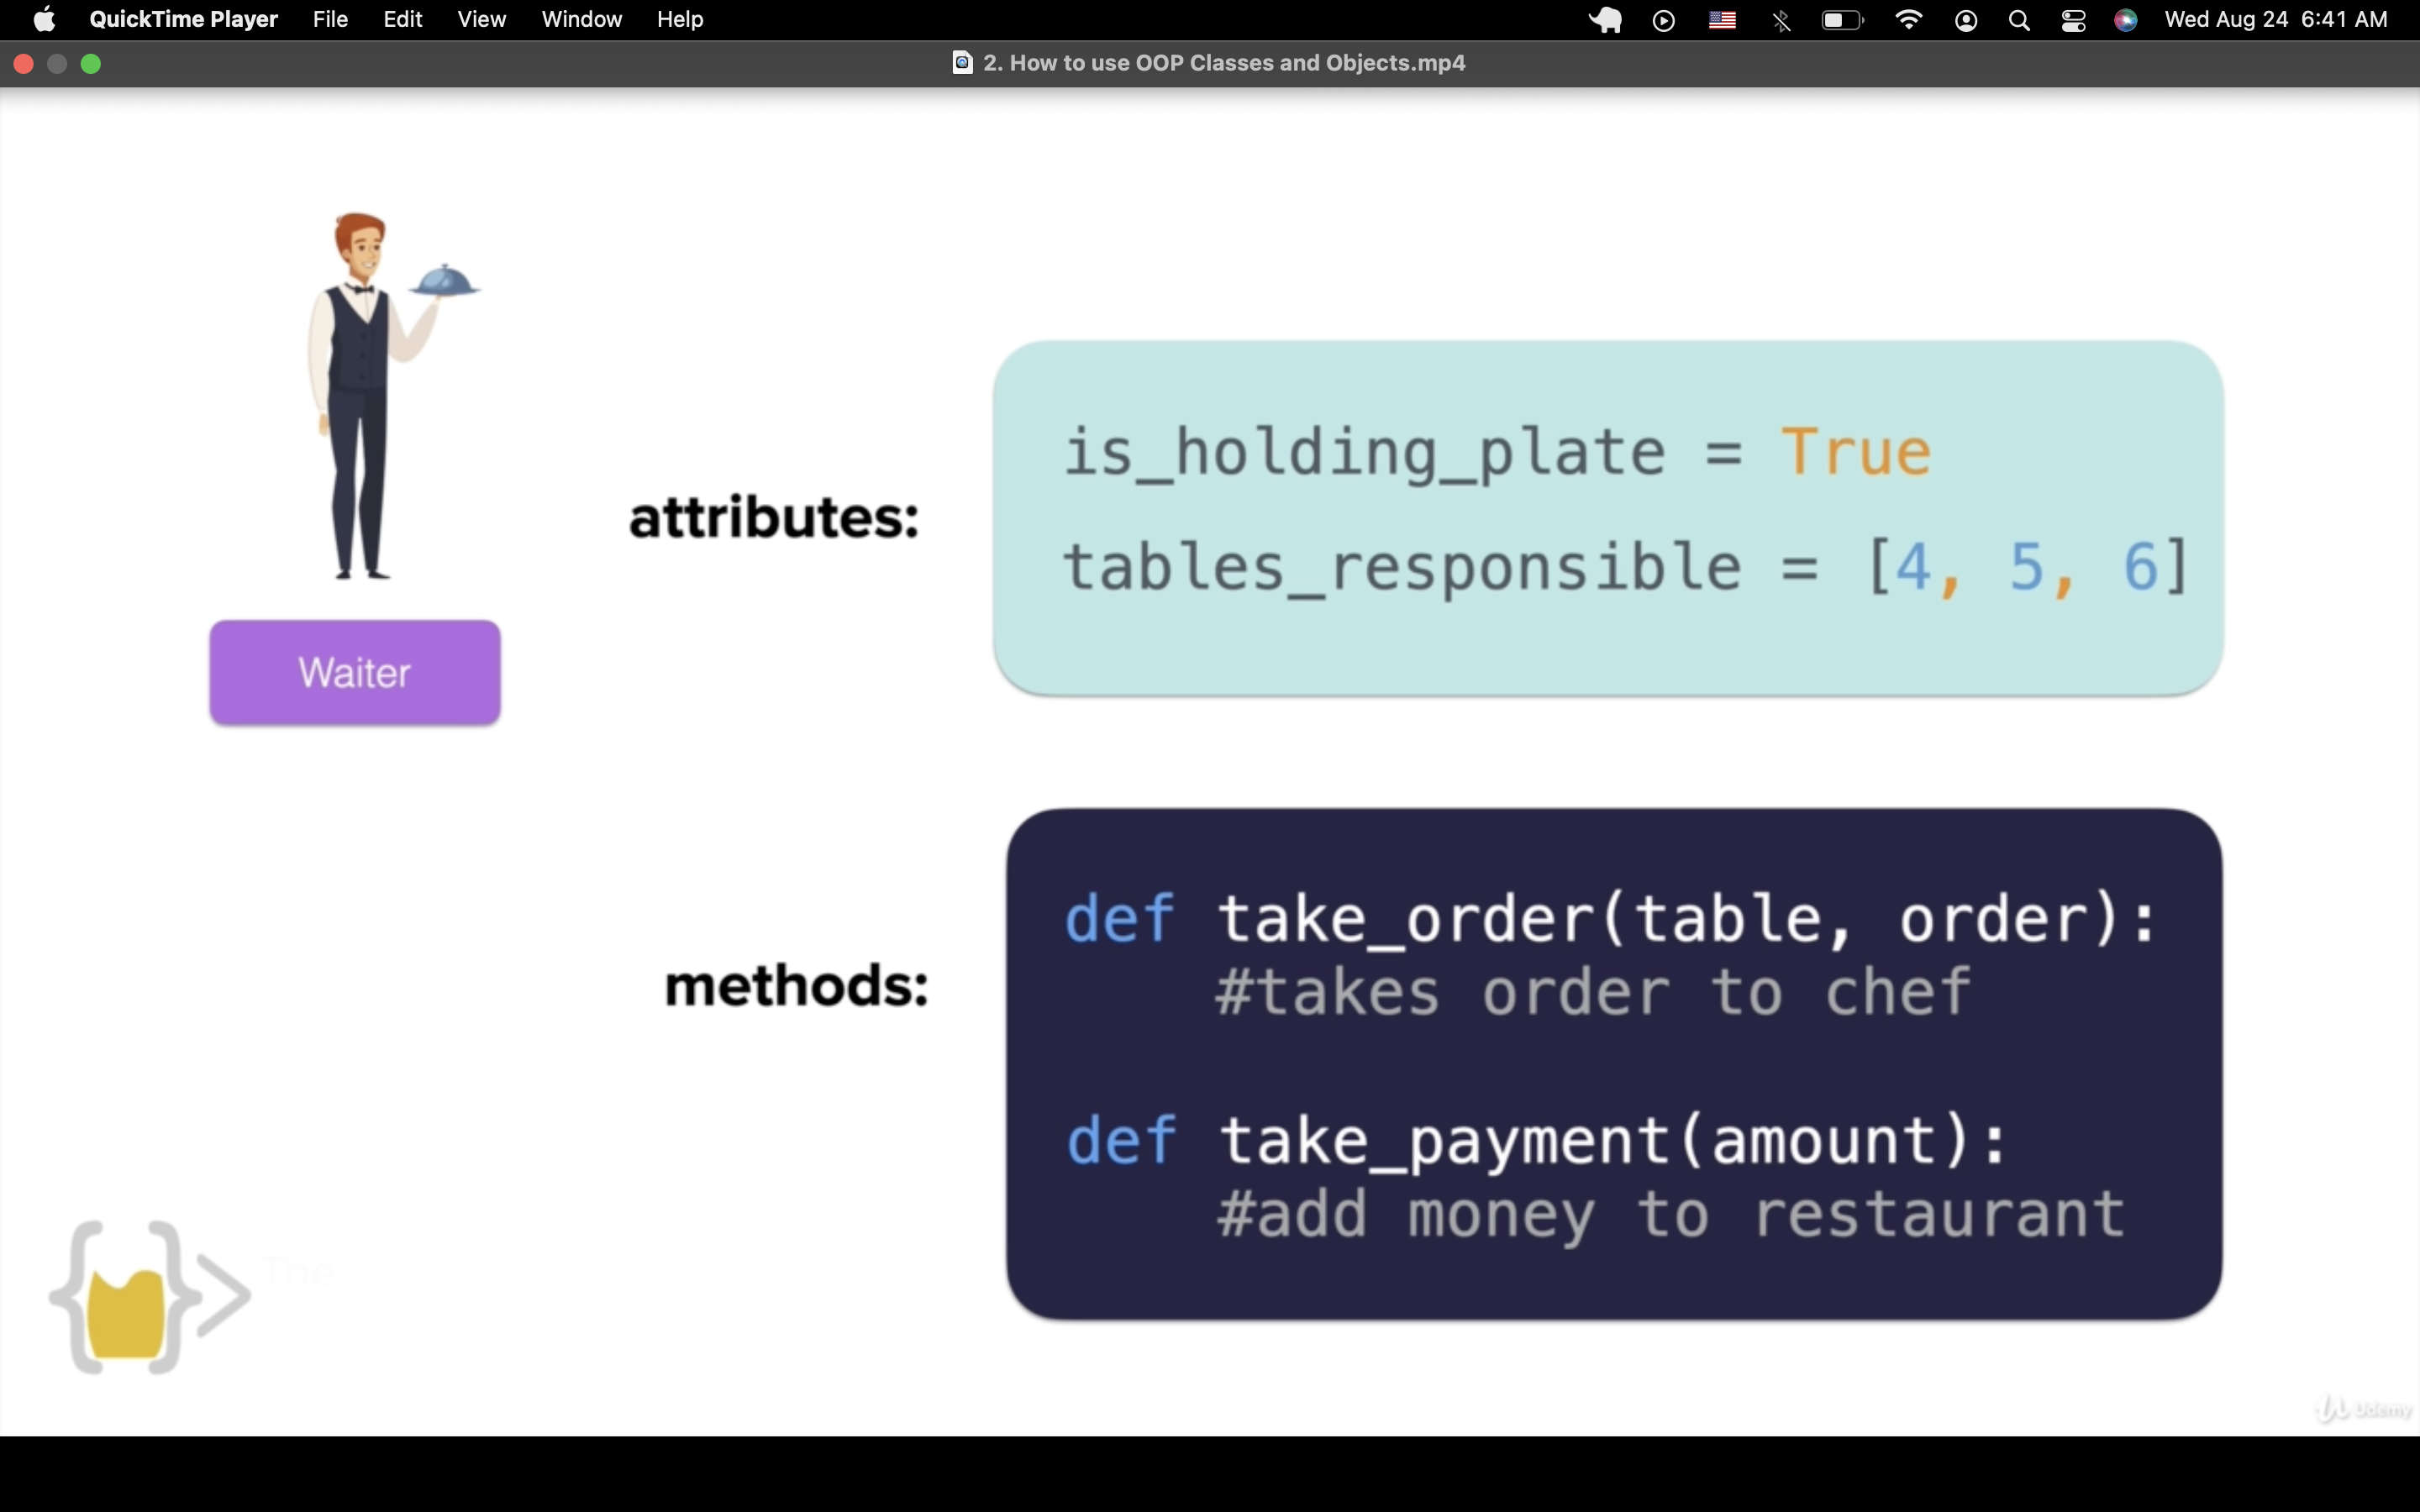 QuickTime Player File Edit View Window Help Wed Aug 24 6:41 AM
2. How to use OOP Classes and Objects.mp4
is_holding_plate = True
attributes:
tables_responsible = [4, 5, 6]
Waiter
def take_order(table, order):
#takes order to chef
methods:
def take_payment(amount):
#add money to restaurant
The
Udemy